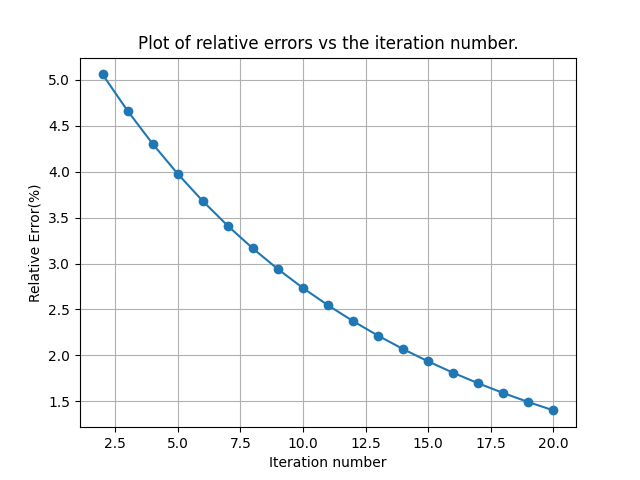 Plot of relative errors vs the iteration number.
Relative Error(%)
5.0
4.5
4.0
3.5
3.0
2.5
2.0
1.5
2.5 5.0 7.5 10.0 12.5 15.0 17.5 20.0
Iteration number